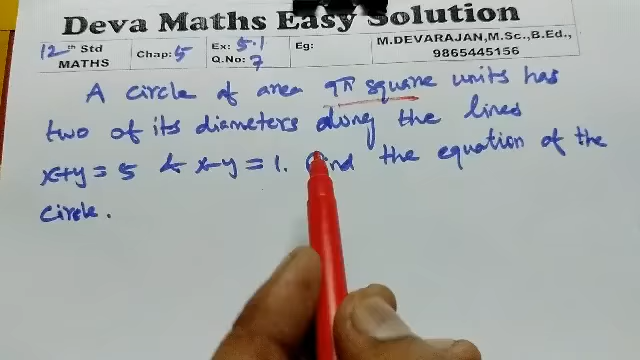 Deva Maths Easy Solution
12th Std MATHS Chap: 5 Ex: 5.1 Q.No: 7 Eg: M.DEVARAJAN,M.Sc.,B.Ed., 9865445156
A circle of area 9π square units has
two of its diameters along the lines
x+y = 5 & x-y = 1. Find the equation of the
circle.